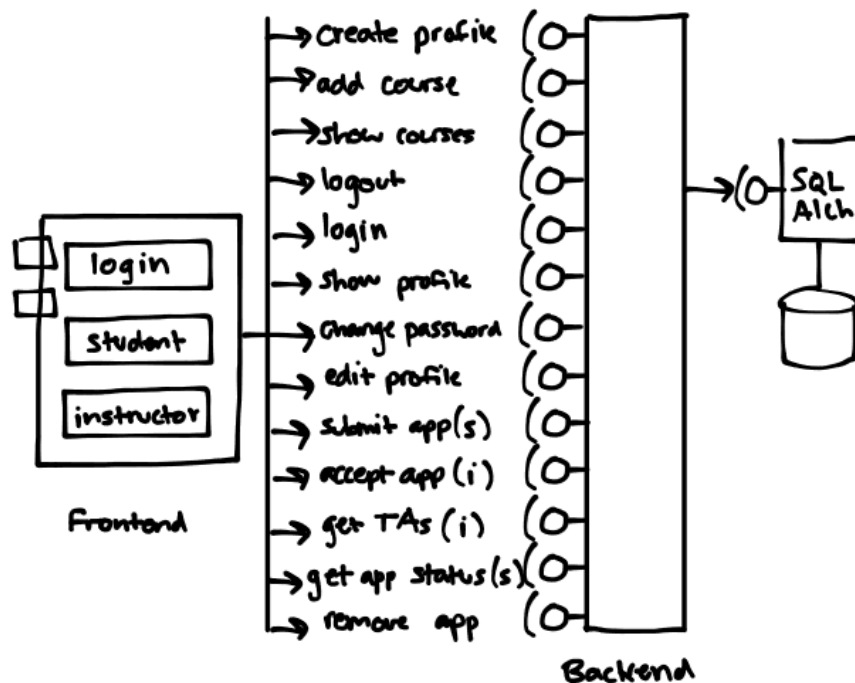 create profile
add course
show courses
logout
login
show profile
change password
edit profile
submit app(s)
accept app (i)
get TAs (i)
get app status(s)
remove app
login
student
instructor
Frontend
Backend
SQL
Alch